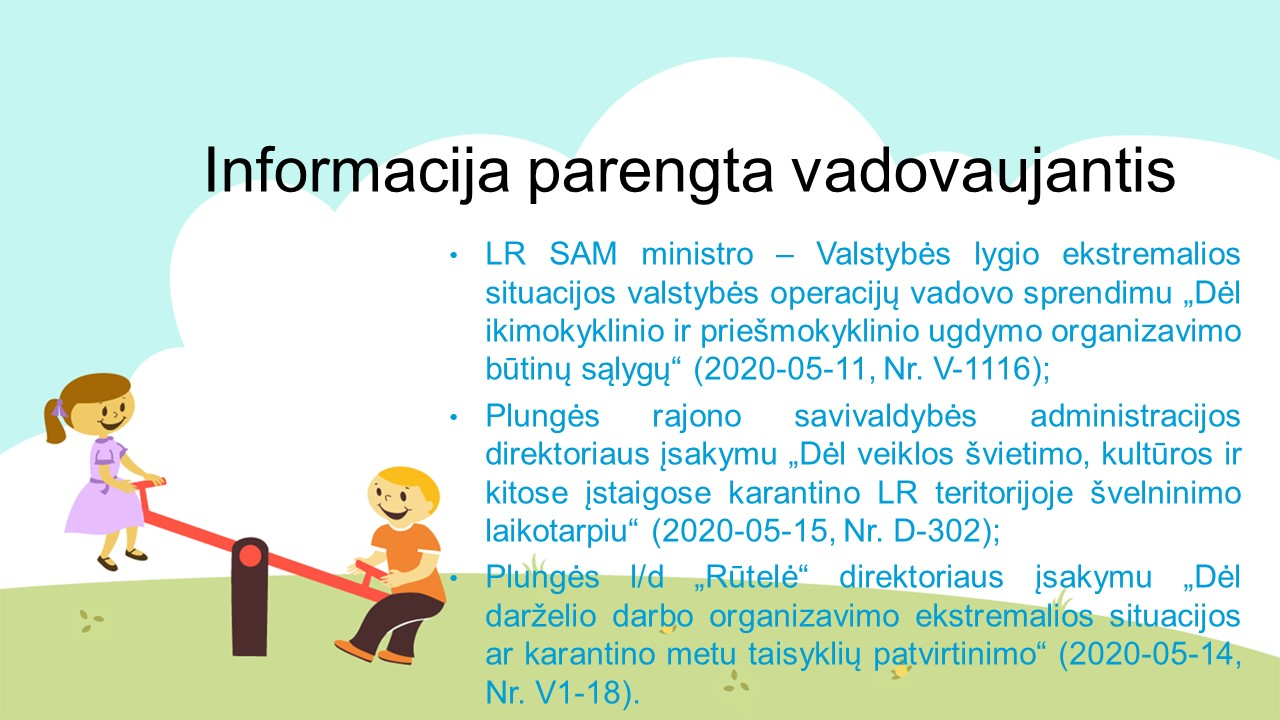 Informacija parengta vadovaujantis
• LR SAM ministro – Valstybės lygio ekstremalios
situacijos valstybės operacijų vadovo sprendimu „Dėl
ikimokyklinio ir priešmokyklinio ugdymo organizavimo
būtinų sąlygų“ (2020-05-11, Nr. V-1116);
• Plungės rajono savivaldybės administracijos
direktoriaus įsakymu „Dėl veiklos švietimo, kultūros ir
kitose įstaigose karantino LR teritorijoje švelninimo
laikotarpiu“ (2020-05-15, Nr. D-302);
• Plungės l/d „Rūtelė“ direktoriaus įsakymu „Dėl
darželio darbo organizavimo ekstremalios situacijos
ar karantino metu taisyklių patvirtinimo“ (2020-05-14,
Nr. V1-18).